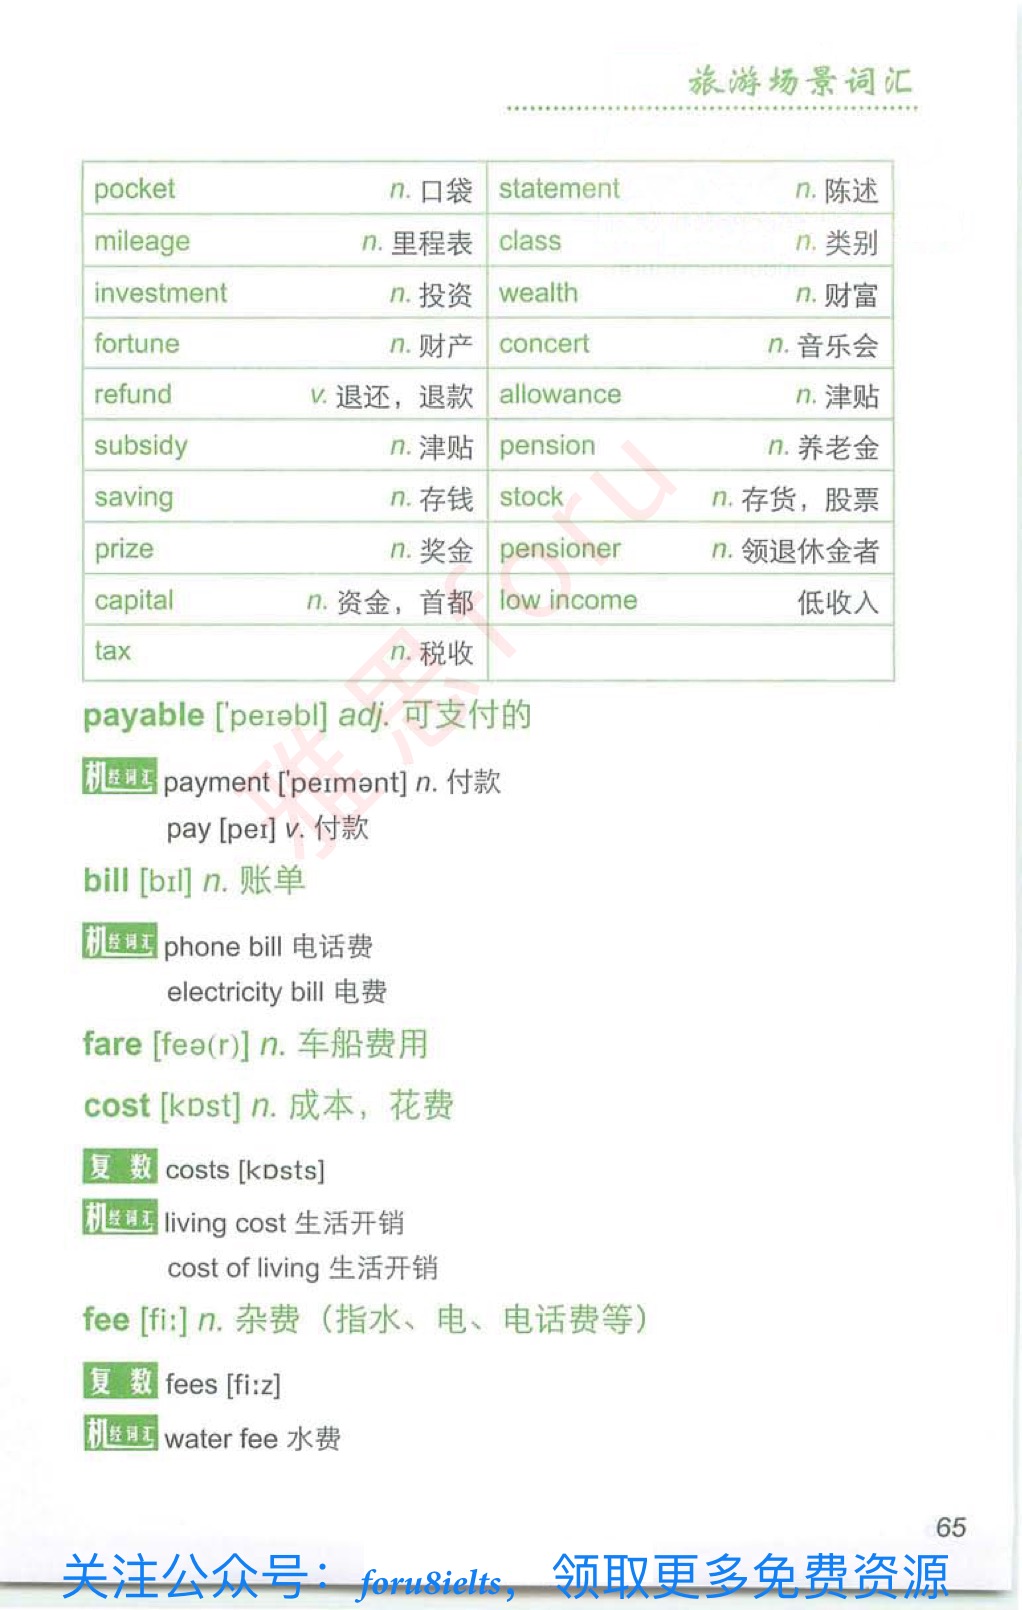 旅游场景词汇
pocket n. 口袋 statement n. 陈述
mileage n. 里程表 class n. 类别
investment n. 投资 wealth n. 财富
fortune n. 财产 concert n. 音乐会
refund v. 退还，退款 allowance n. 津贴
subsidy n. 津贴 pension n. 养老金
saving n. 存钱 stock n. 存货，股票
prize n. 奖金 pensioner n. 领退休金者
capital n. 资金，首都 low income 低收入
tax n. 税收
雅思foru
payable ['peɪəbl] adj. 可支付的
机经词汇 payment ['peɪmənt] n. 付款
pay [peɪ] v. 付款
bill [bɪl] n. 账单
机经词汇 phone bill 电话费
electricity bill 电费
fare [feə(r)] n. 车船费用
cost [kɒst] n. 成本，花费
复数 costs [kɒsts]
机经词汇 living cost 生活开销
cost of living 生活开销
fee [fiː] n. 杂费（指水、电、电话费等）
复数 fees [fiːz]
机经词汇 water fee 水费
65
关注公众号：foru8ielts，领取更多免费资源